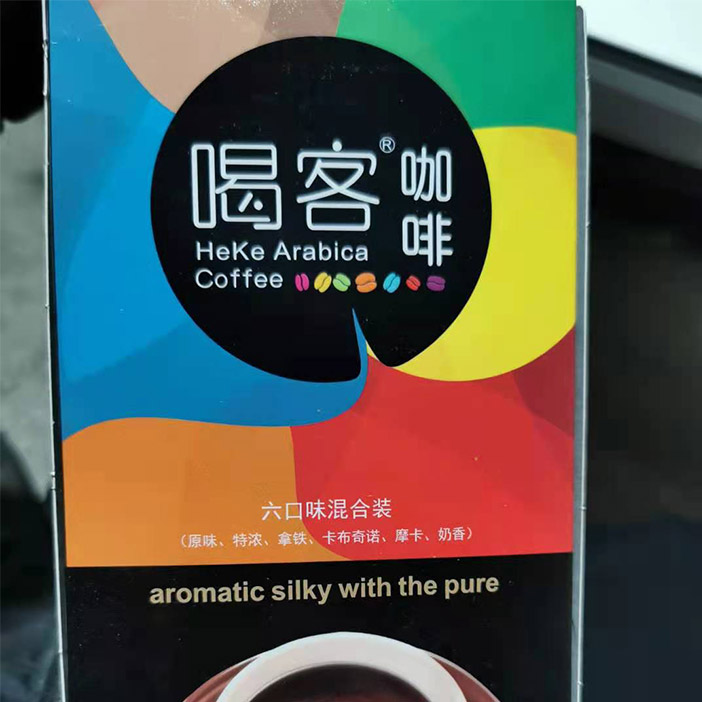 喝客®咖啡
HeKe Arabica
Coffee
六口味混合装
（原味、特浓、拿铁、卡布奇诺、摩卡、奶香）
aromatic silky with the pure